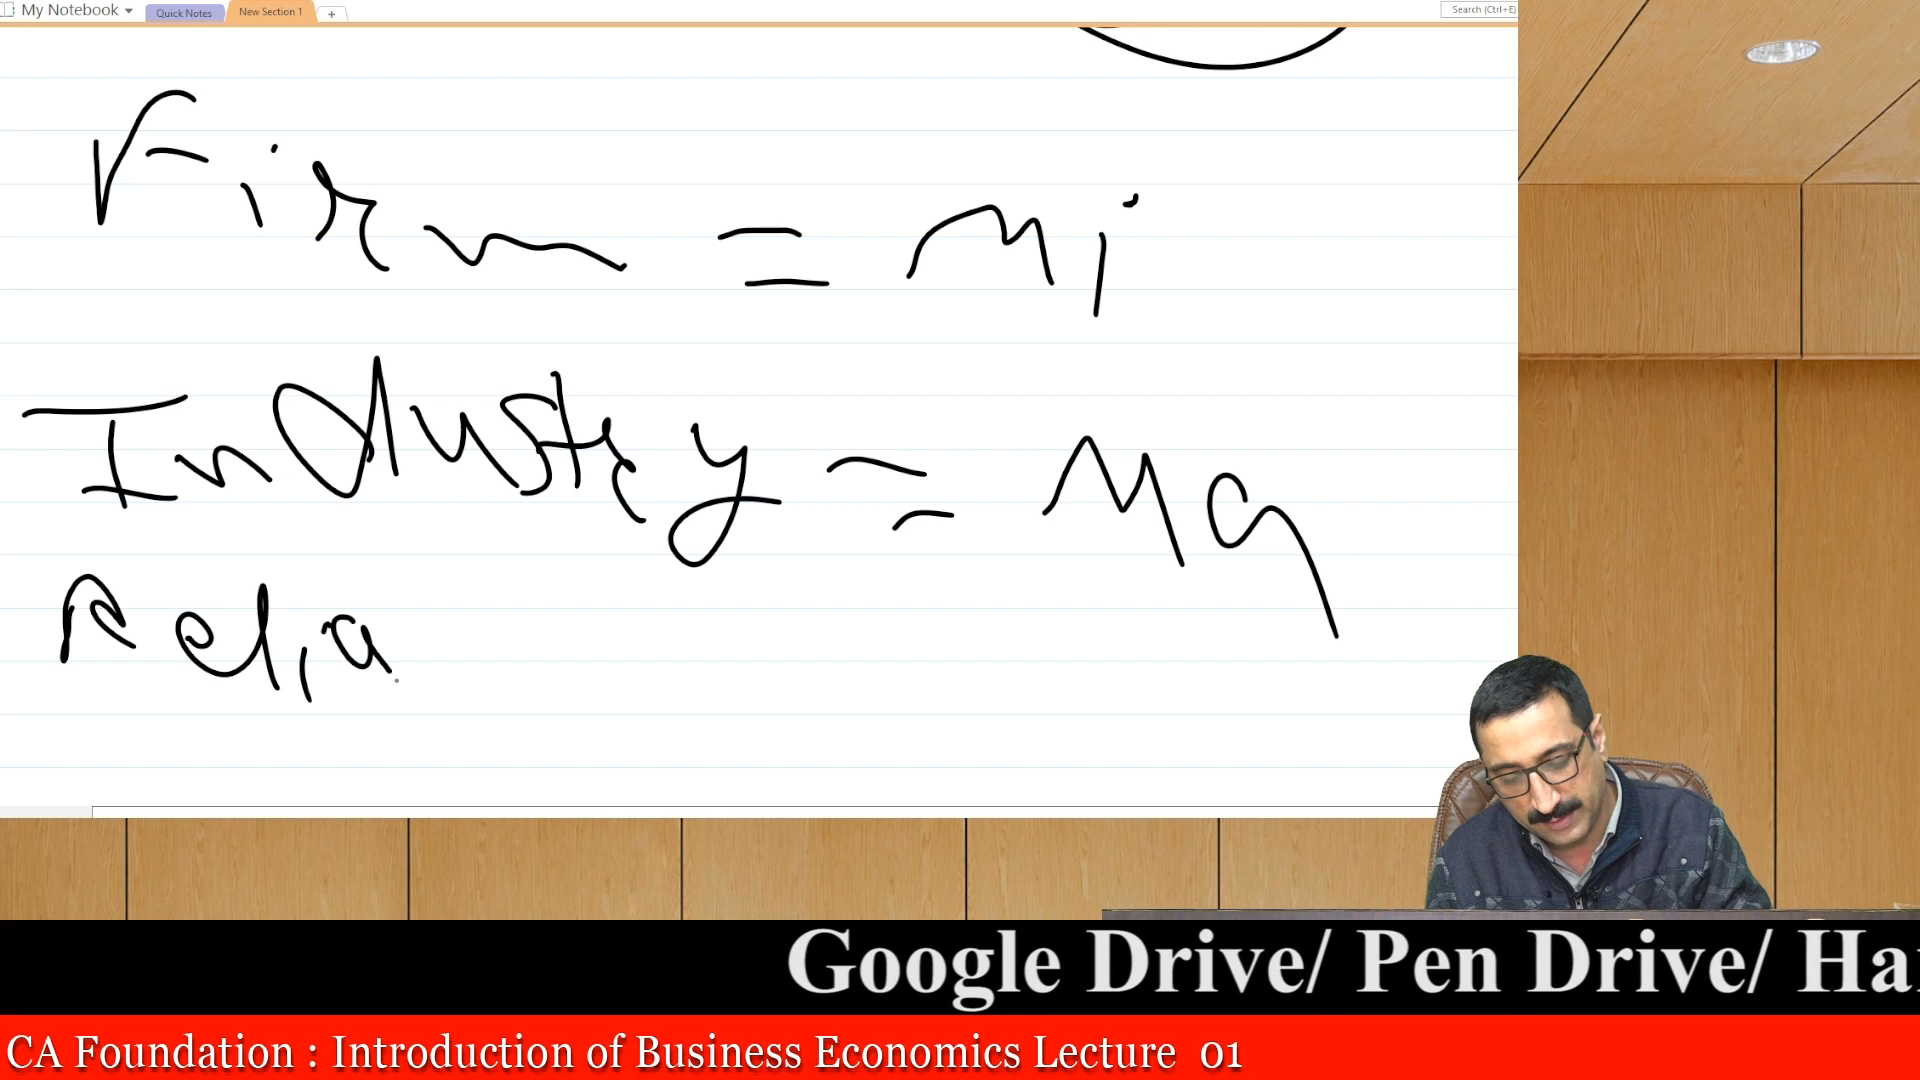 My Notebook
Quick Notes
New Section 1
Search (Ctrl+E)
Firm = Mi
Industry = Ma
Relia
Google Drive/ Pen Drive/ Ha
CA Foundation : Introduction of Business Economics Lecture 01